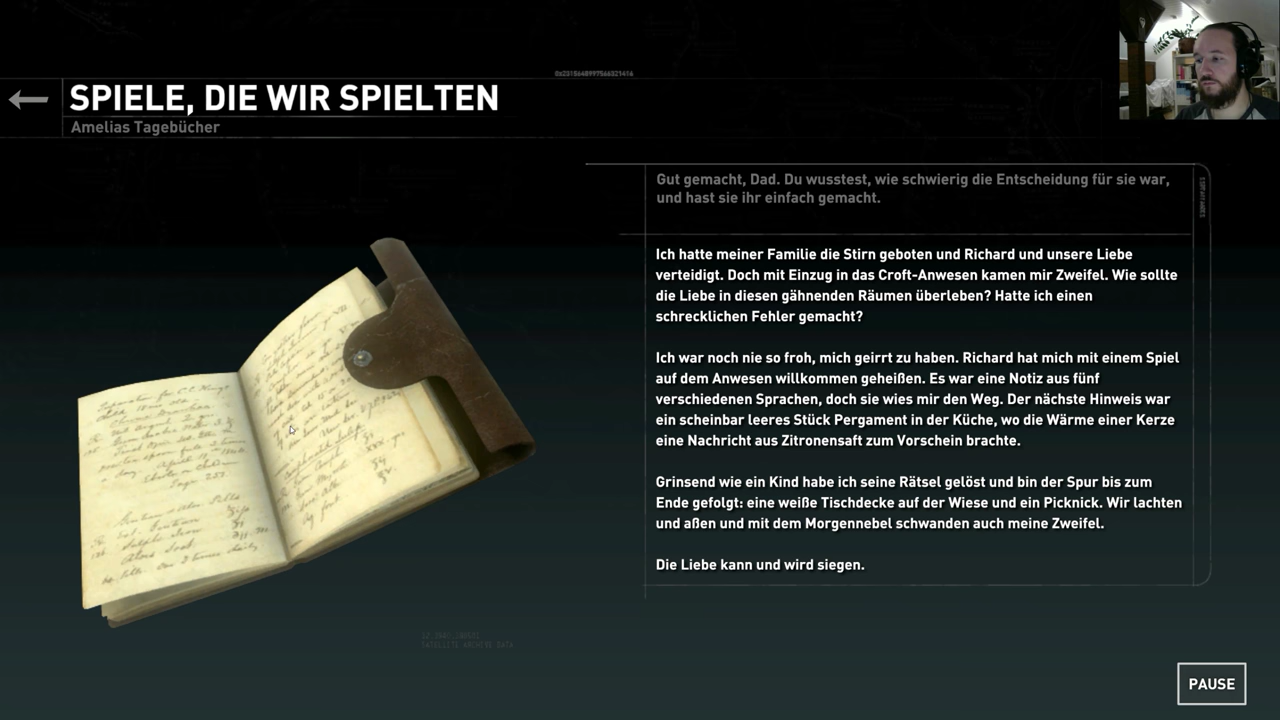 0x2315648997566321416
SPIELE, DIE WIR SPIELTEN
Amelias Tagebücher
Gut gemacht, Dad. Du wusstest, wie schwierig die Entscheidung für sie war,
und hast sie ihr einfach gemacht.
Ich hatte meiner Familie die Stirn geboten und Richard und unsere Liebe
verteidigt. Doch mit Einzug in das Croft-Anwesen kamen mir Zweifel. Wie sollte
die Liebe in diesen gähnenden Räumen überleben? Hatte ich einen
schrecklichen Fehler gemacht?
Ich war noch nie so froh, mich geirrt zu haben. Richard hat mich mit einem Spiel
auf dem Anwesen willkommen geheißen. Es war eine Notiz aus fünf
verschiedenen Sprachen, doch sie wies mir den Weg. Der nächste Hinweis war
ein scheinbar leeres Stück Pergament in der Küche, wo die Wärme einer Kerze
eine Nachricht aus Zitronensaft zum Vorschein brachte.
Grinsend wie ein Kind habe ich seine Rätsel gelöst und bin der Spur bis zum
Ende gefolgt: eine weiße Tischdecke auf der Wiese und ein Picknick. Wir lachten
und aßen und mit dem Morgennebel schwanden auch meine Zweifel.
Die Liebe kann und wird siegen.
SATELLITE ARCHIVE DATA
PAUSE